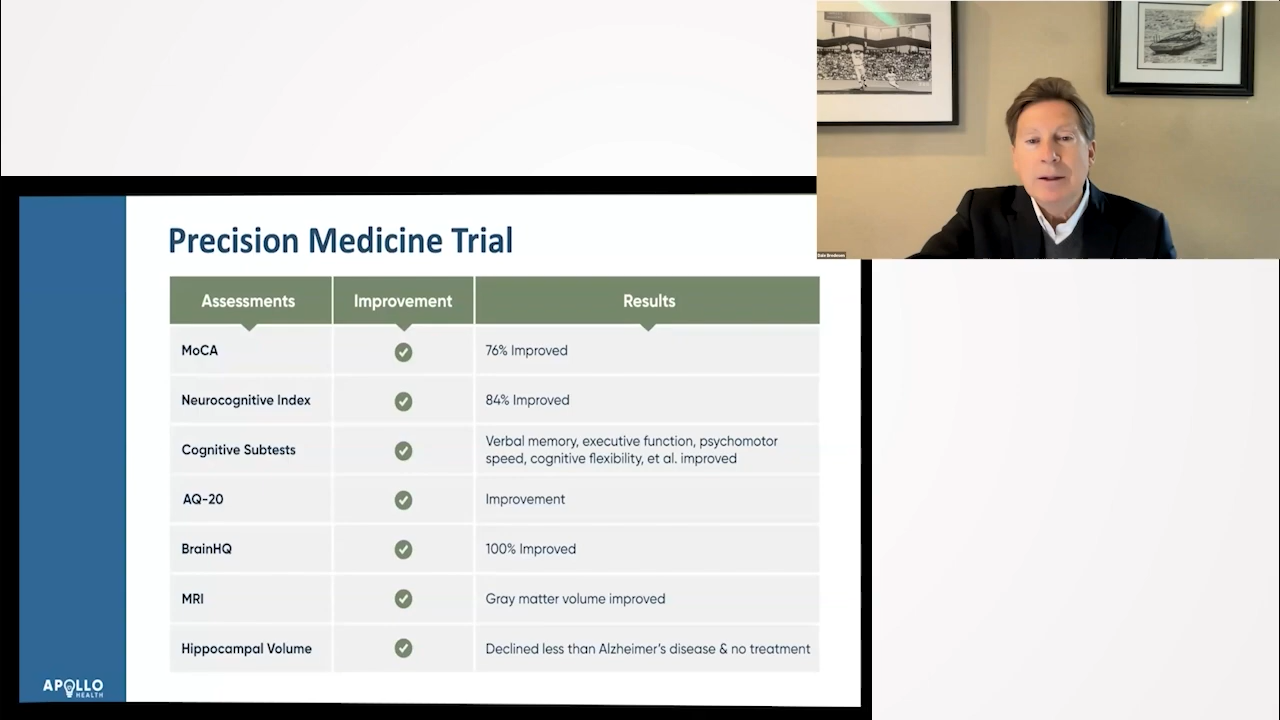 Precision Medicine Trial
Assessments
Improvement
Results
MoCA
76% Improved
Neurocognitive Index
84% Improved
Cognitive Subtests
Verbal memory, executive function, psychomotor
speed, cognitive flexibility, et al. improved
AQ-20
Improvement
BrainHQ
100% Improved
MRI
Gray matter volume improved
Hippocampal Volume
Declined less than Alzheimer's disease & no treatment
APOLLO
HEALTH
Dale Bredesen